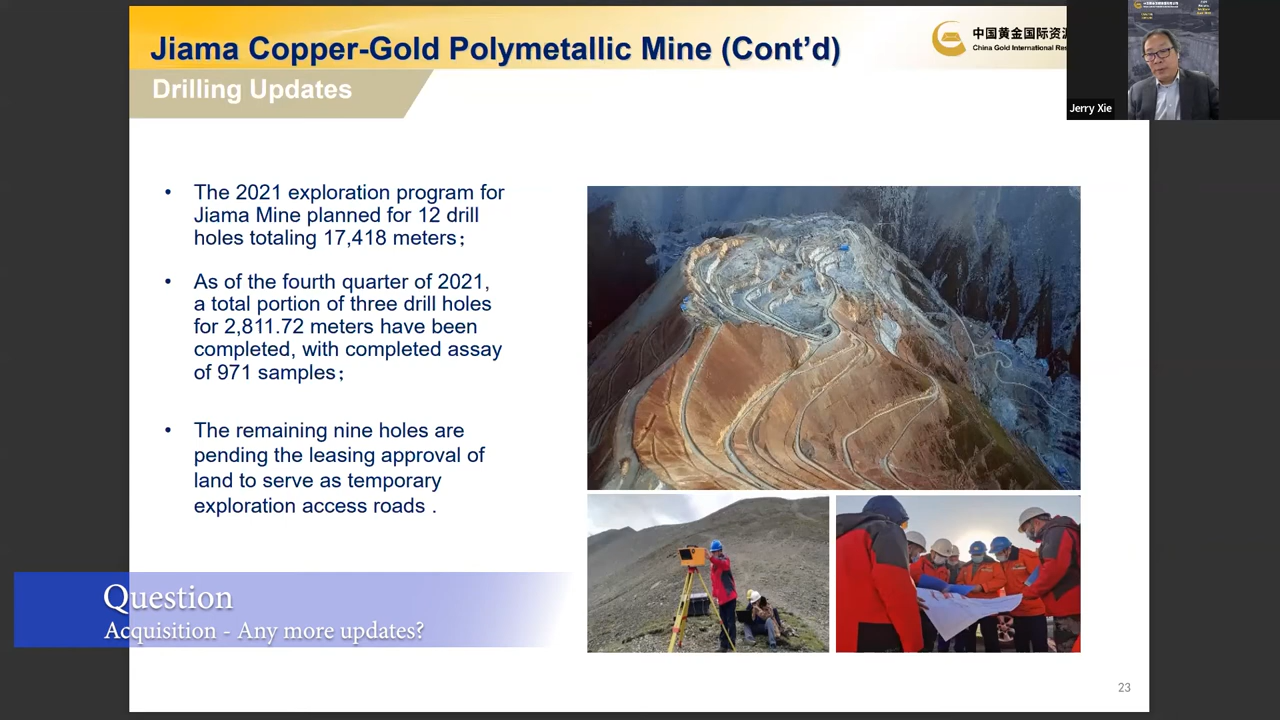 Jiama Copper-Gold Polymetallic Mine (Cont'd)
中国黄金国际资
China Gold International Res
Drilling Updates
Jerry Xie
• The 2021 exploration program for
Jiama Mine planned for 12 drill
holes totaling 17,418 meters；
• As of the fourth quarter of 2021,
a total portion of three drill holes
for 2,811.72 meters have been
completed, with completed assay
of 971 samples；
• The remaining nine holes are
pending the leasing approval of
land to serve as temporary
exploration access roads .
Question
Acquisition - Any more updates?
23